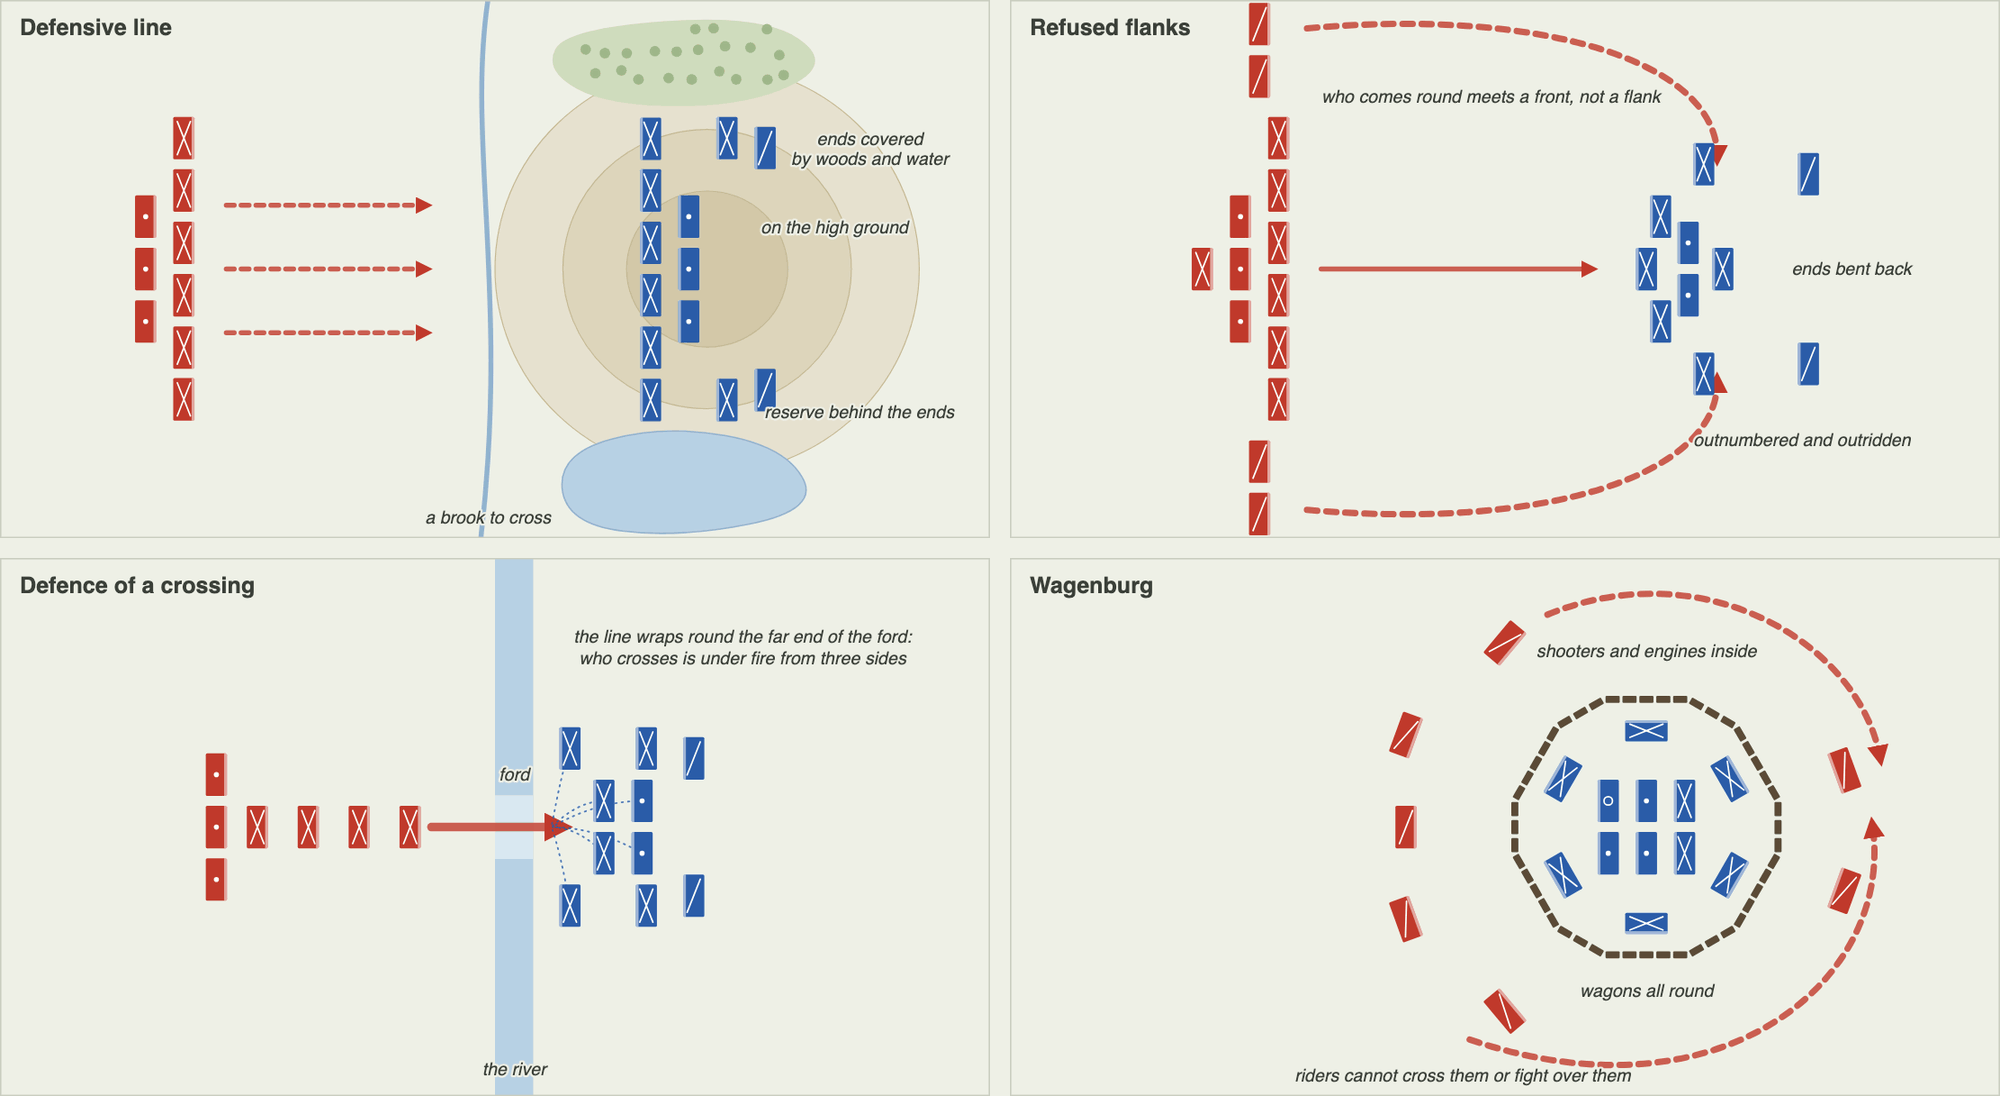 Defensive line
ends covered
by woods and water
on the high ground
reserve behind the ends
a brook to cross
Refused flanks
who comes round meets a front, not a flank
ends bent back
outnumbered and outridden
Defence of a crossing
the line wraps round the far end of the ford:
who crosses is under fire from three sides
ford
the river
Wagenburg
shooters and engines inside
wagons all round
riders cannot cross them or fight over them